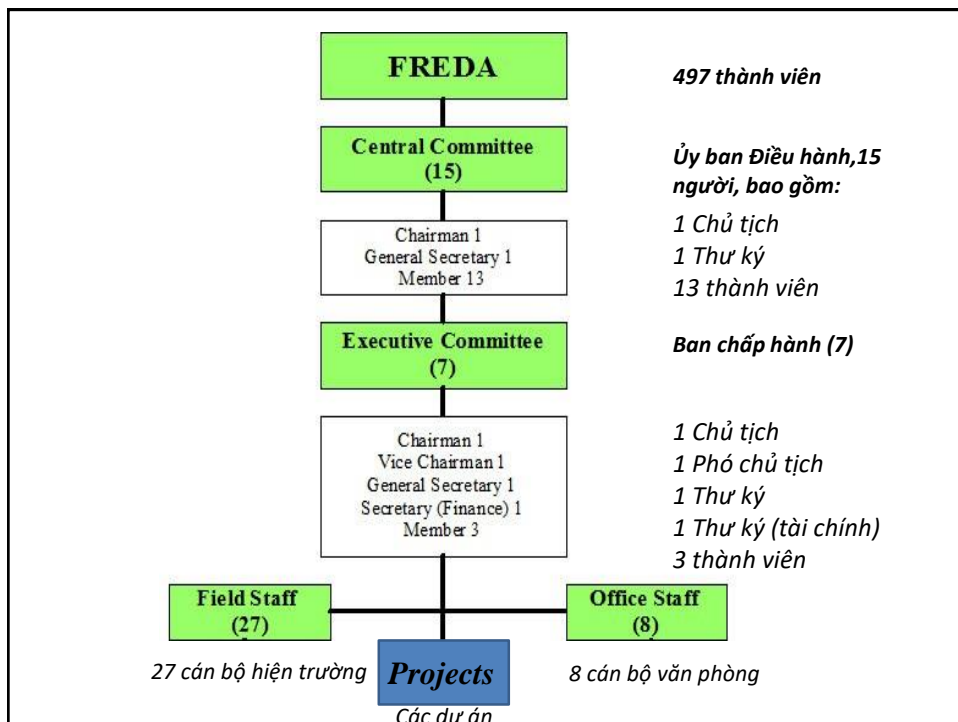 FREDA
497 thành viên
Central Committee
(15)
Ủy ban Điều hành,15
người, bao gồm:
Chairman 1
General Secretary 1
Member 13
1 Chủ tịch
1 Thư ký
13 thành viên
Executive Committee
(7)
Ban chấp hành (7)
Chairman 1
Vice Chairman 1
General Secretary 1
Secretary (Finance) 1
Member 3
1 Chủ tịch
1 Phó chủ tịch
1 Thư ký
1 Thư ký (tài chính)
3 thành viên
Field Staff
(27)
Office Staff
(8)
27 cán bộ hiện trường
Projects
8 cán bộ văn phòng
Các dự án